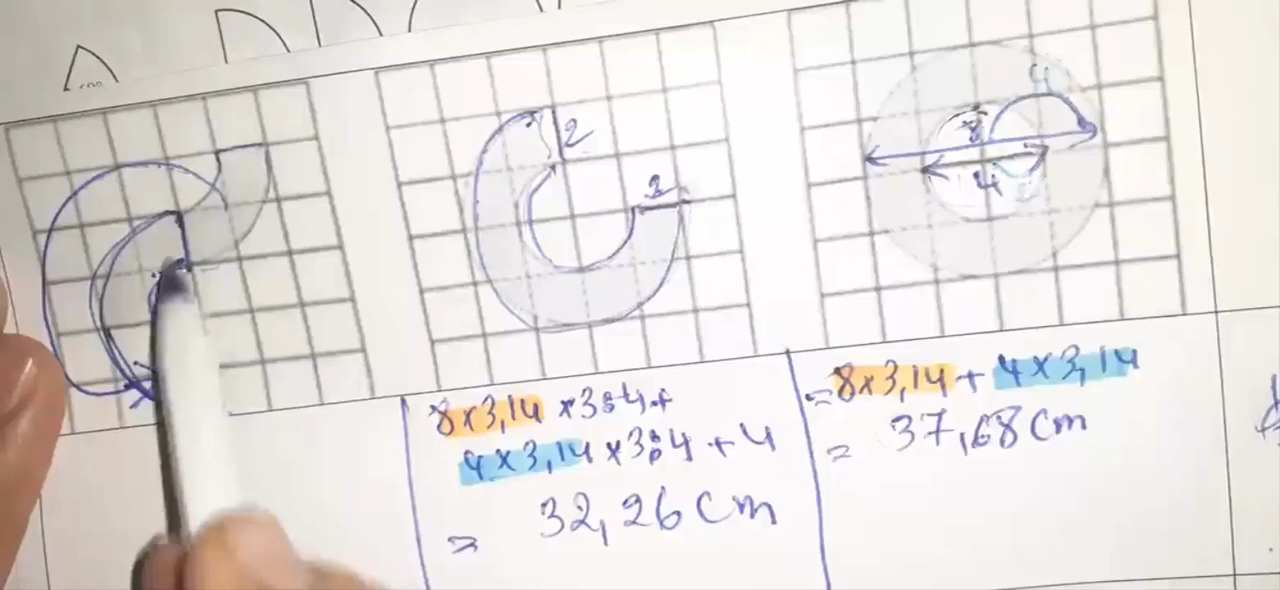 2
2
8
4
8x3,14 x3:4+
4x3,14 x3:4 + 4
= 32,26 cm
= 8x3,14 + 4x3,14
= 37,68 cm